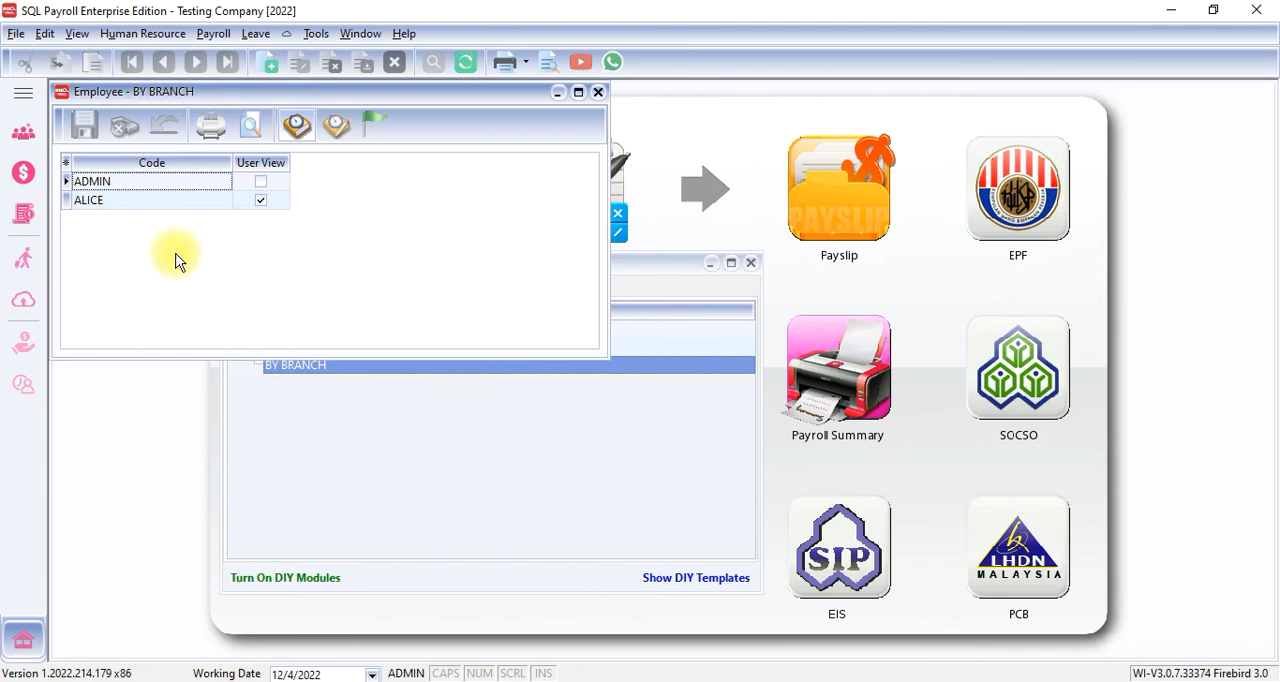 SQL Payroll Enterprise Edition - Testing Company [2022]
File Edit View Human Resource Payroll Leave Tools Window Help
Employee - BY BRANCH
Code User View
ADMIN
ALICE
BY BRANCH
Turn On DIY Modules Show DIY Templates
PAYSLIP
Payslip
KWSP
EPF
Payroll Summary
SOCSO
SIP
EIS
LHDN
MALAYSIA
PCB
Version 1.2022.214.179 x86 Working Date 12/4/2022 ADMIN CAPS NUM SCRL INS WI-V3.0.7.33374 Firebird 3.0